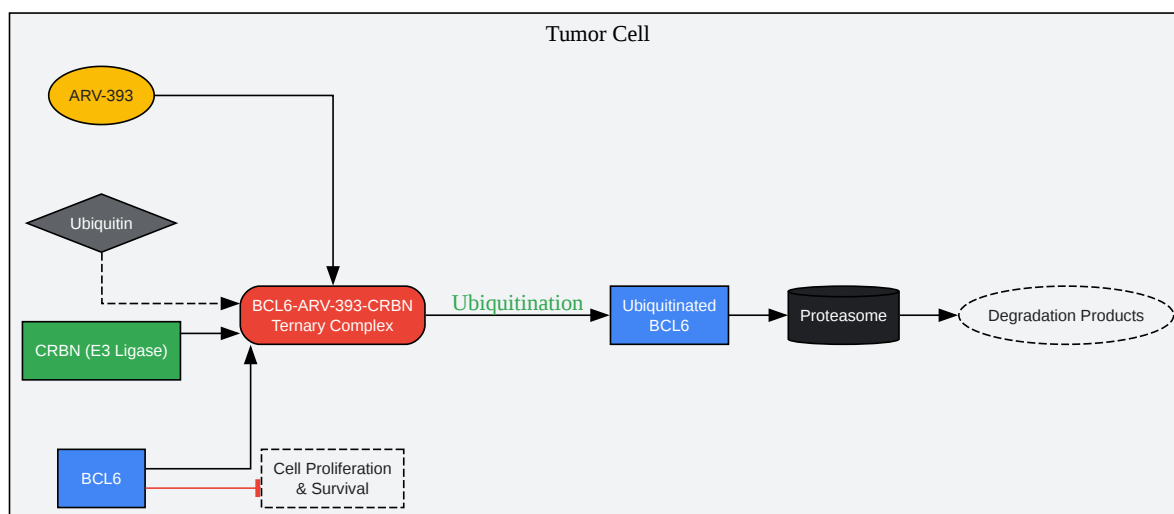 Tumor Cell
ARV-393
Ubiquitin
BCL6-ARV-393-CRBN
Ternary Complex
Ubiquitination
Ubiquitinated
BCL6
Proteasome
Degradation Products
CRBN (E3 Ligase)
BCL6
Cell Proliferation
& Survival